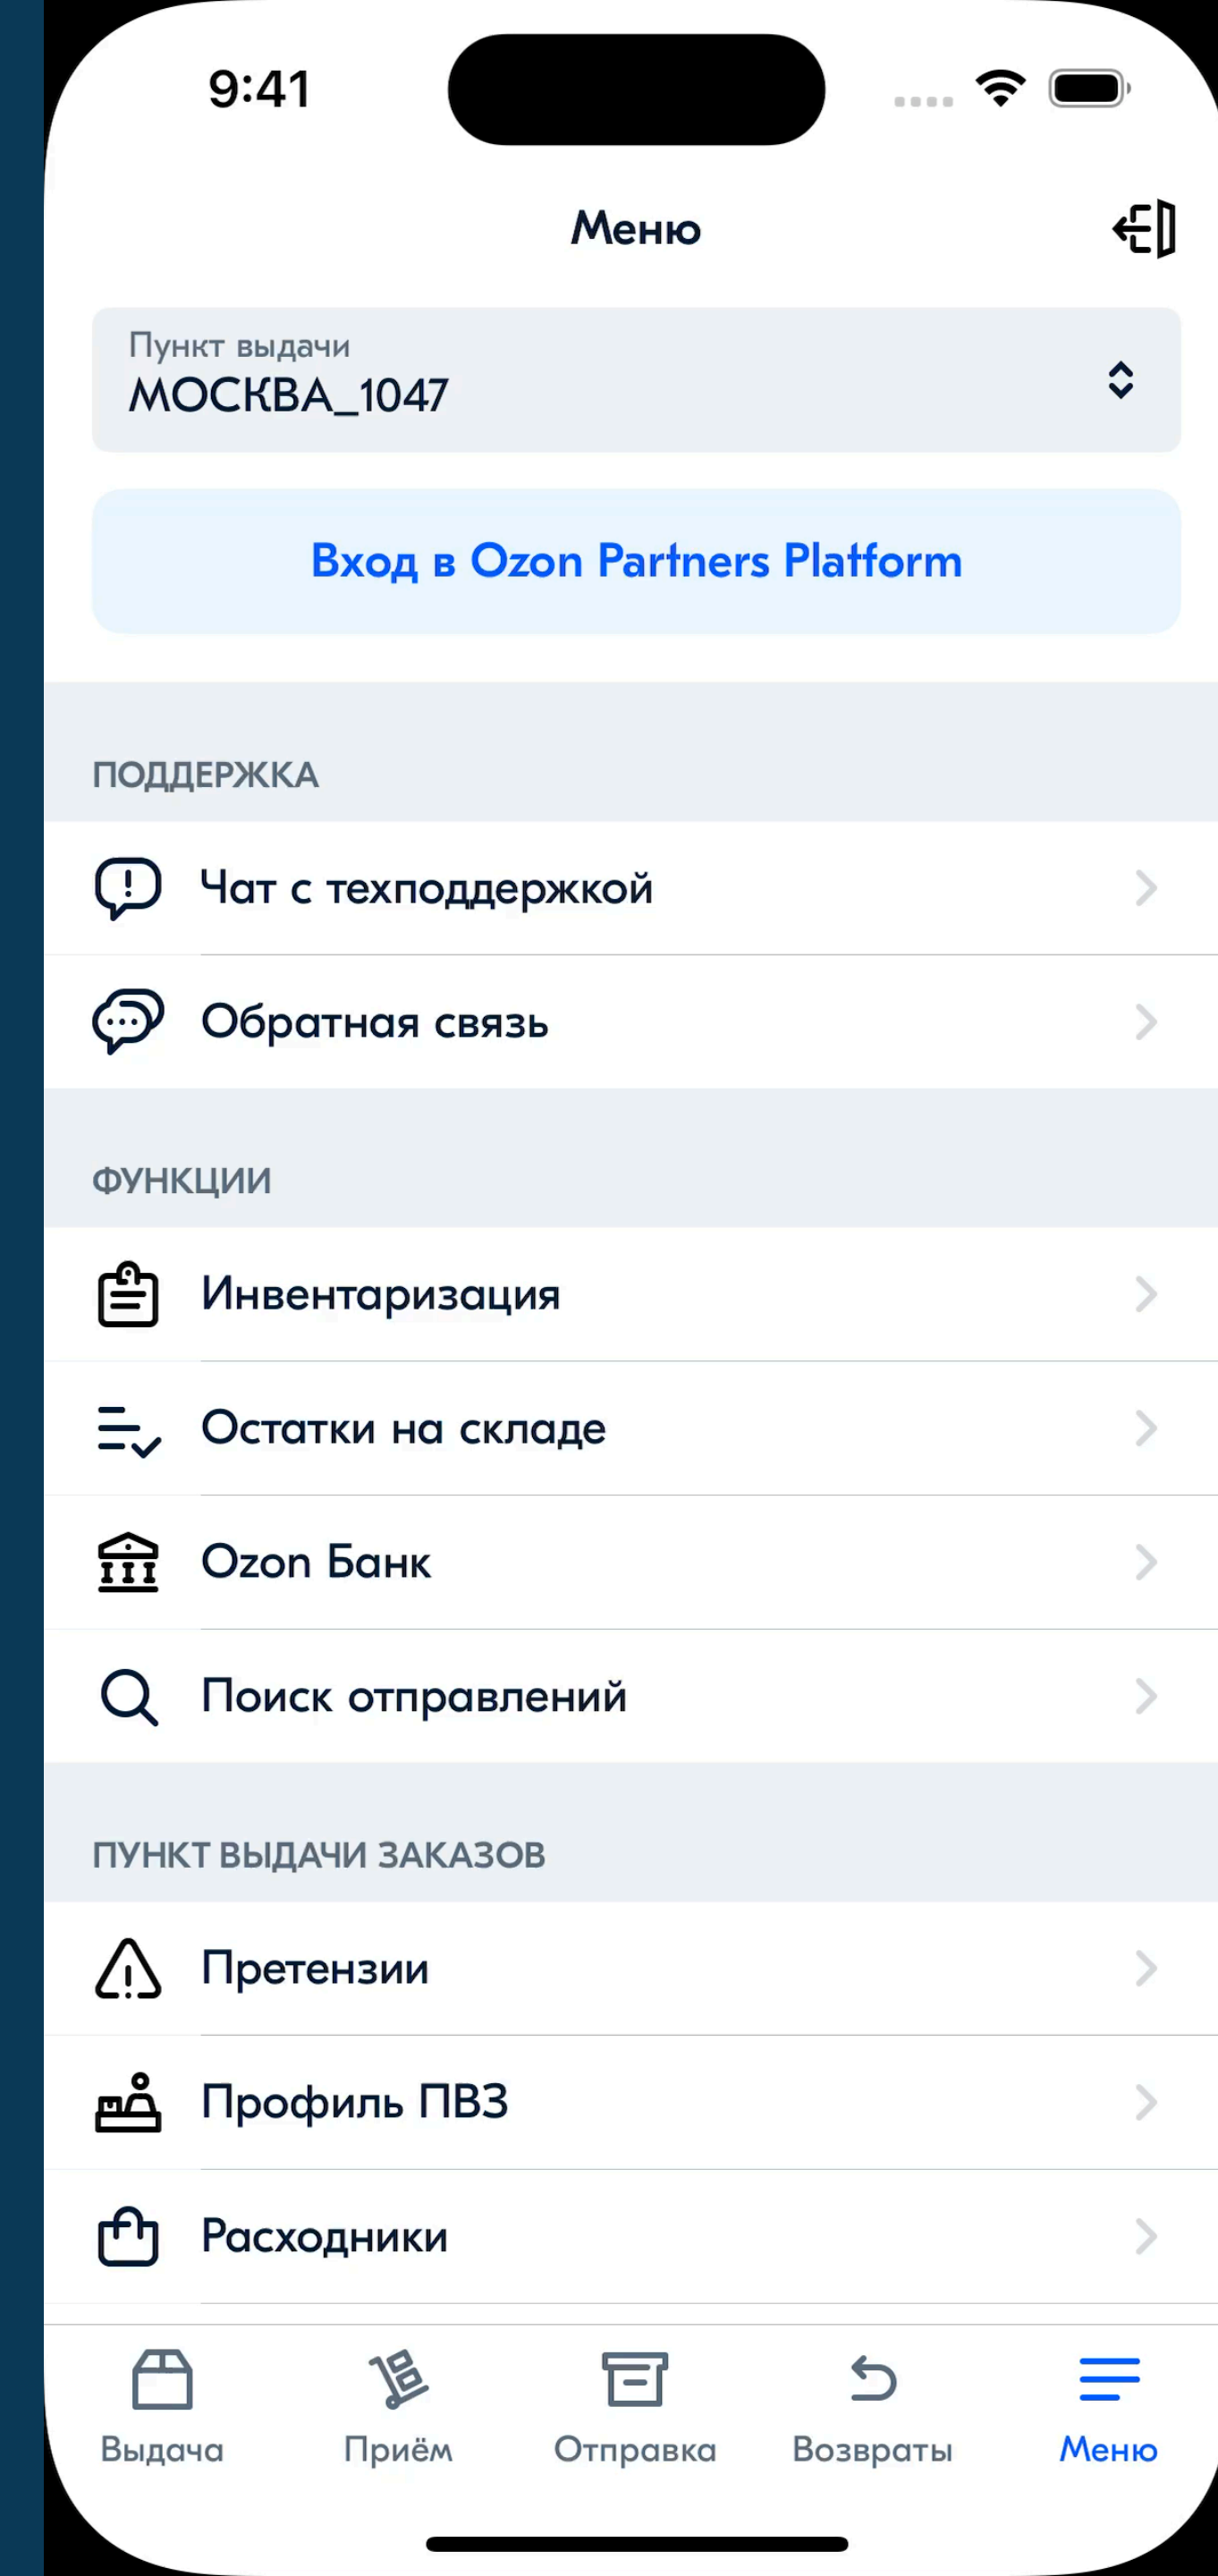 9:41
Меню
Пункт выдачи
МОСКВА_1047
Вход в Ozon Partners Platform
ПОДДЕРЖКА
Чат с техподдержкой
Обратная связь
ФУНКЦИИ
Инвентаризация
Остатки на складе
Ozon Банк
Поиск отправлений
ПУНКТ ВЫДАЧИ ЗАКАЗОВ
Претензии
Профиль ПВЗ
Расходники
Выдача Приём Отправка Возвраты Меню